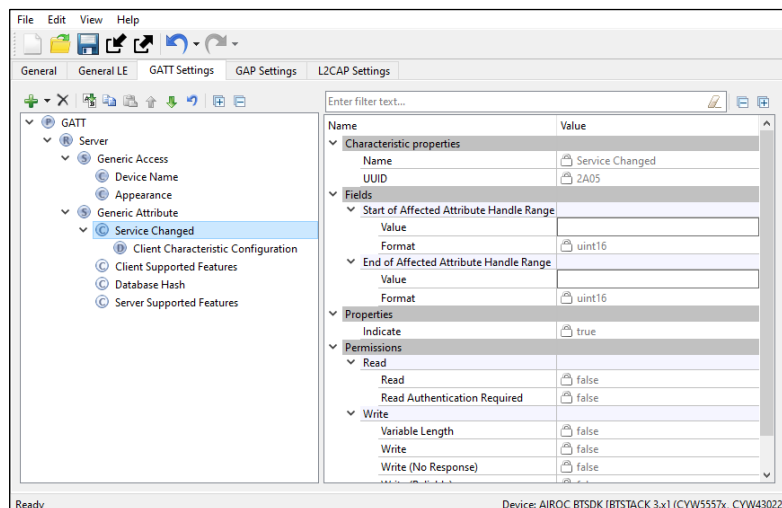 File Edit View Help
General General LE GATT Settings GAP Settings L2CAP Settings
GATT
Server
Generic Access
Device Name
Appearance
Generic Attribute
Service Changed
Client Characteristic Configuration
Client Supported Features
Database Hash
Server Supported Features
Enter filter text...
Name Value
Characteristic properties
Name Service Changed
UUID 2A05
Fields
Start of Affected Attribute Handle Range
Value
Format uint16
End of Affected Attribute Handle Range
Value
Format uint16
Properties
Indicate true
Permissions
Read
Read false
Read Authentication Required false
Write
Variable Length false
Write false
Write (No Response) false
Ready Device: AIROC BTSDK [BTSTACK 3.x] (CYW5557x, CYW43022